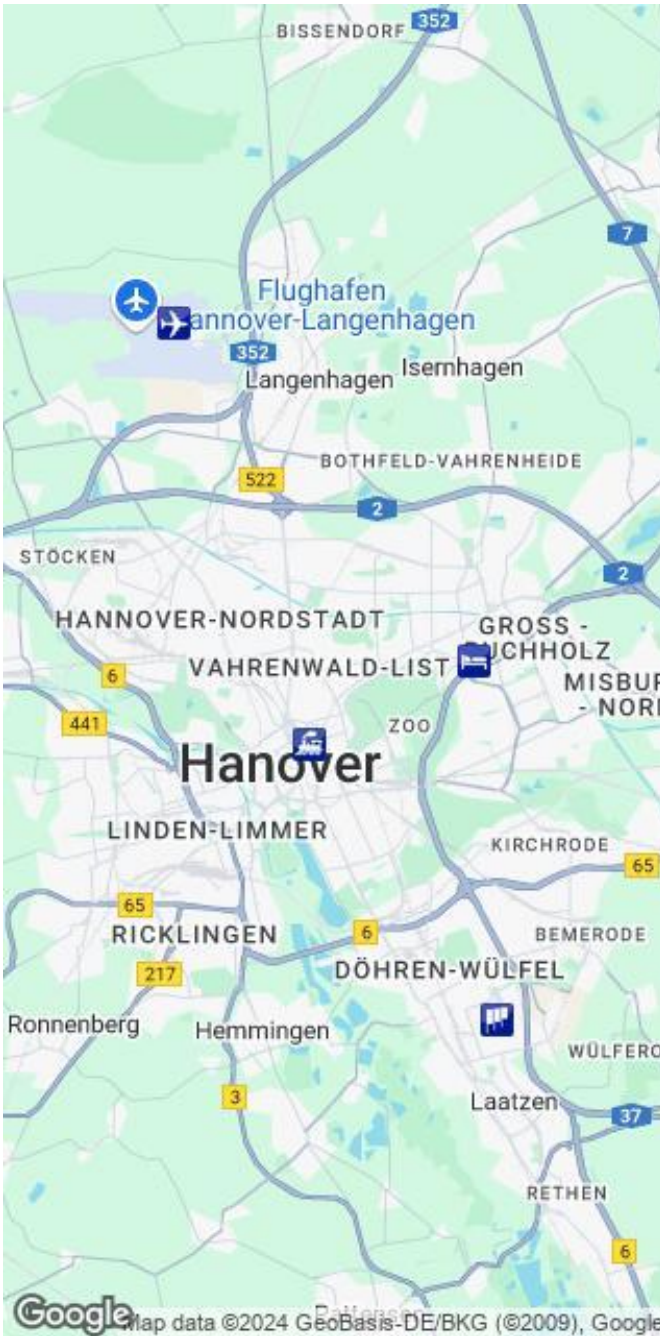 352
BISSENDORF
7
Flughafen
annover-Langenhagen
352
Langenhagen
Isernhagen
BOTHFELD-VAHRENHEIDE
522
2
STÖCKEN
2
HANNOVER-NORDSTADT
GROSS -
BUCHHOLZ
VAHRENWALD-LIST
6
MISBUR
- NORD
441
ZOO
Hanover
LINDEN-LIMMER
KIRCHRODE
65
65
6
RICKLINGEN
BEMERODE
217
DÖHREN-WÜLFEL
Ronnenberg
Hemmingen
WÜLFERO
3
Laatzen
37
RETHEN
6
Google
Map data ©2024 GeoBasis-DE/BKG (©2009), Google